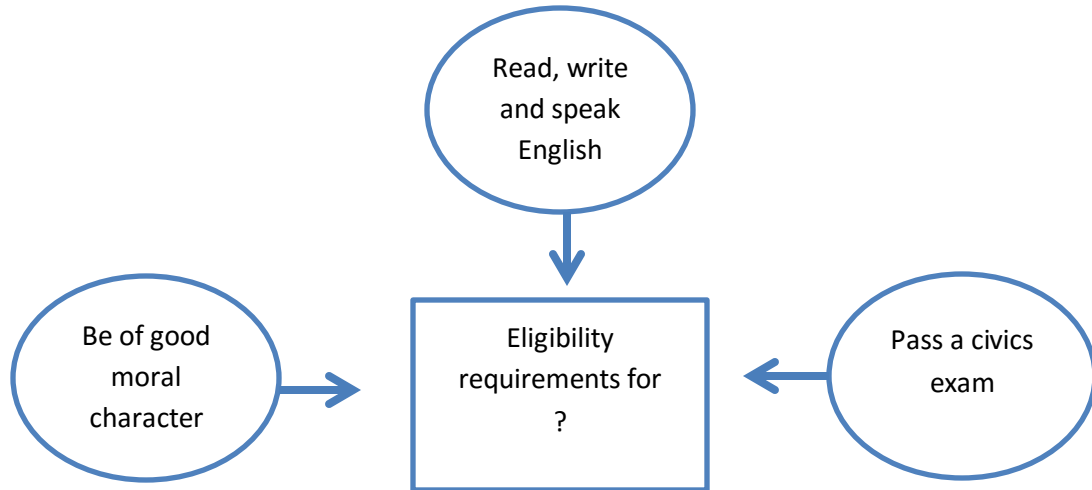 Read, write
and speak
English
Be of good
moral
character
Eligibility
requirements for
?
Pass a civics
exam